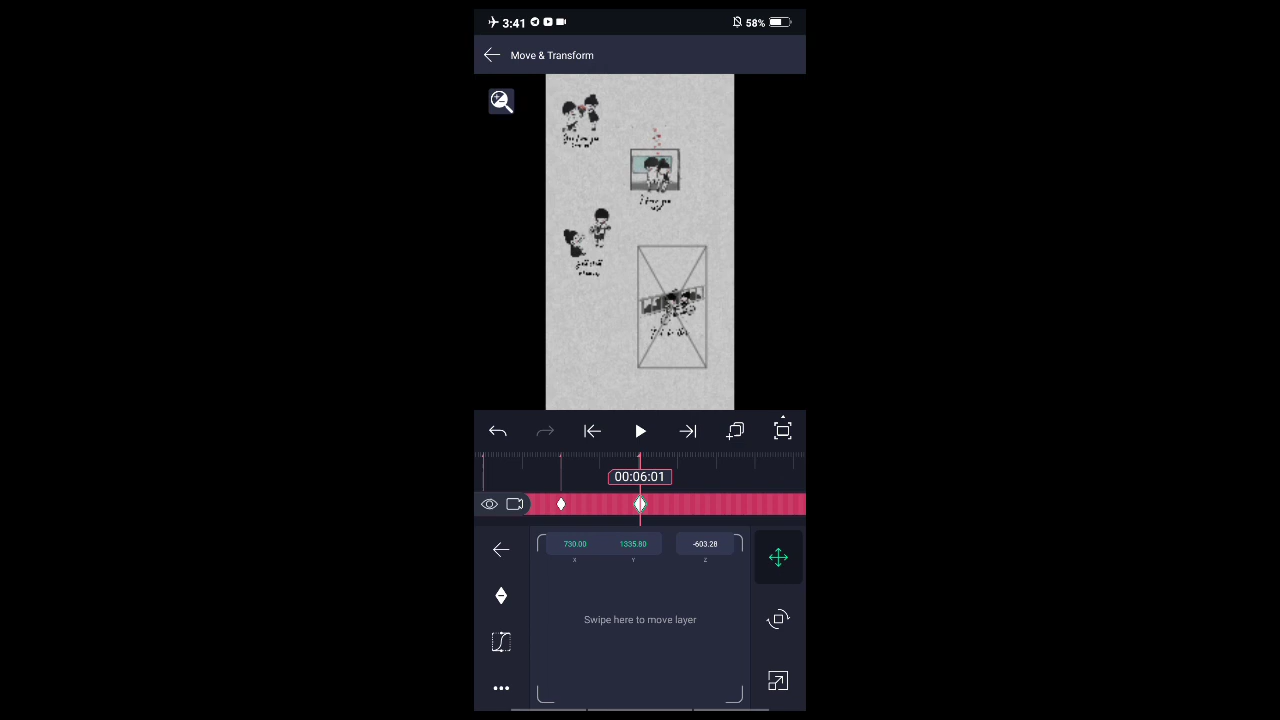 3:41
58%
Move & Transform
00:06:01
730.00 1335.80 -603.28
X Y Z
Swipe here to move layer